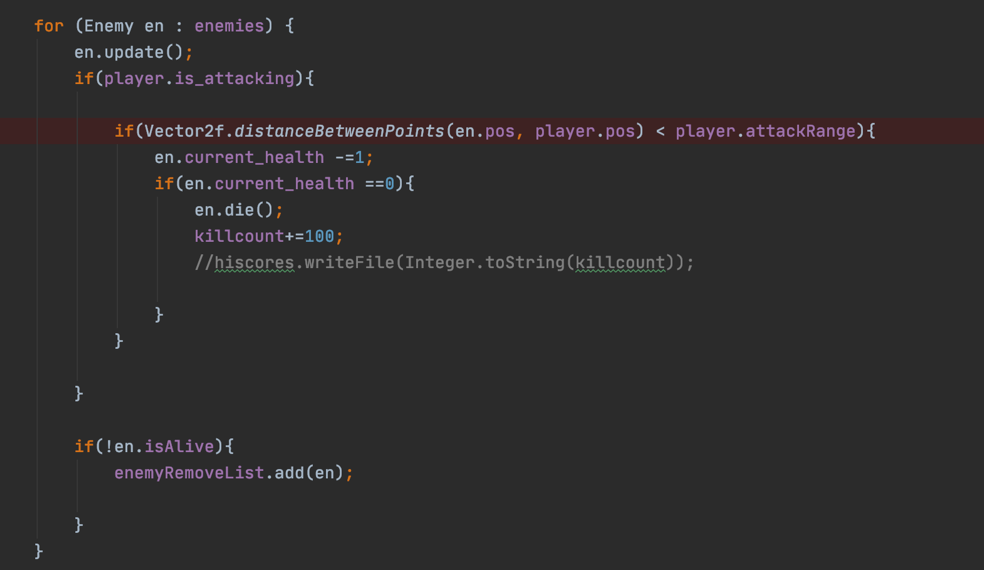 for (Enemy en : enemies) {
en.update();
if(player.is_attacking){
if(Vector2f.distanceBetweenPoints(en.pos, player.pos) < player.attackRange){
en.current_health -=1;
if(en.current_health ==0){
en.die();
killcount+=100;
//hiscores.writeFile(Integer.toString(killcount));
}
}
}
if(!en.isAlive){
enemyRemoveList.add(en);
}
}